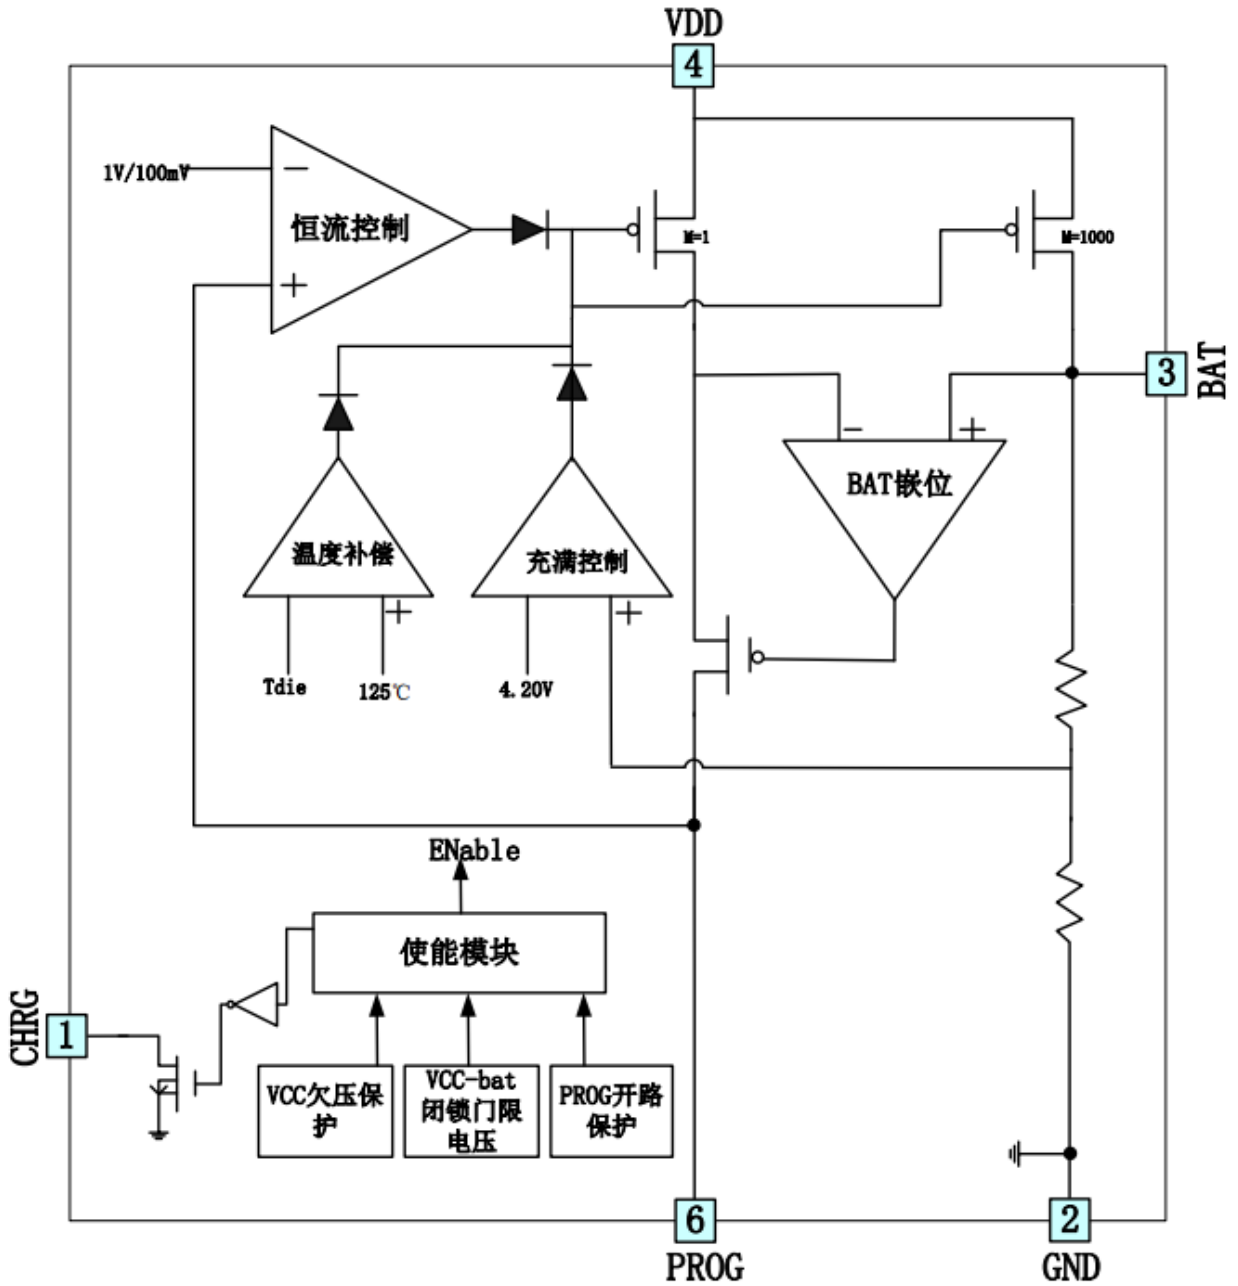 VDD
4
1V/100mV
−
恒流控制
+
M=1
M=1000
3
BAT
−
+
BAT嵌位
温度补偿
+
充满控制
+
Tdie
125℃
4.20V
ENable
使能模块
CHRG
1
VCC欠压保
护
VCC-bat
闭锁门限
电压
PROG开路
保护
6
PROG
2
GND